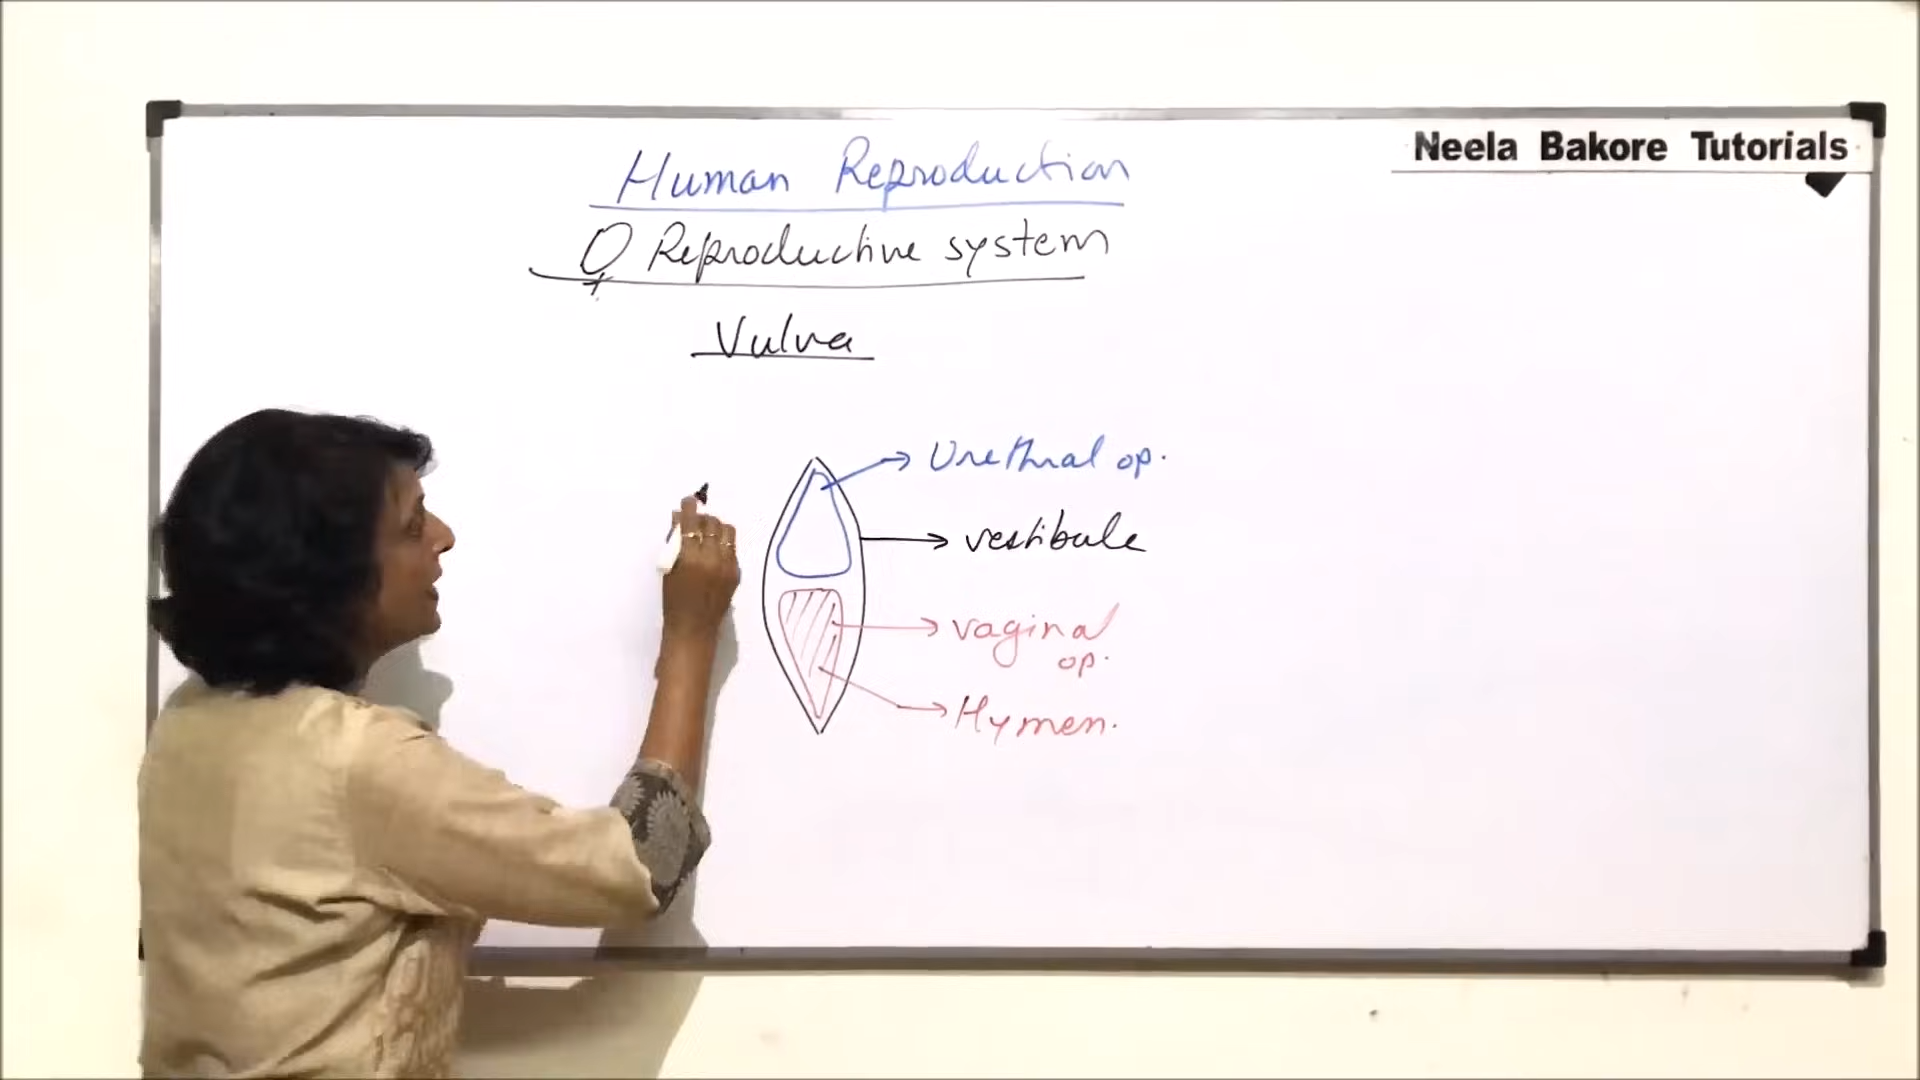 Neela Bakore Tutorials
Human Reproduction
♀ Reproductive system
Vulva
Urethral op.
vestibule
vaginal
op.
Hymen.